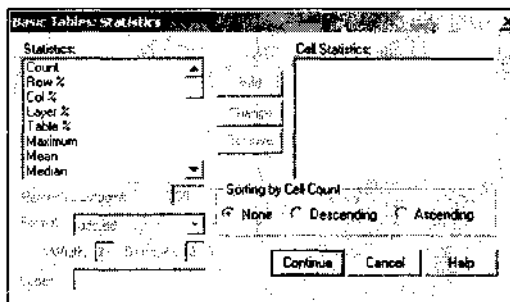 Basic Tables: Statistics
Statistics:
Count
Row %
Col %
Layer %
Table %
Maximum
Mean
Median
Add
Change
Remove
Cell Statistics:
Format:
Width:
Label:
Sorting by Cell Count
None Descending Ascending
Continue Cancel Help